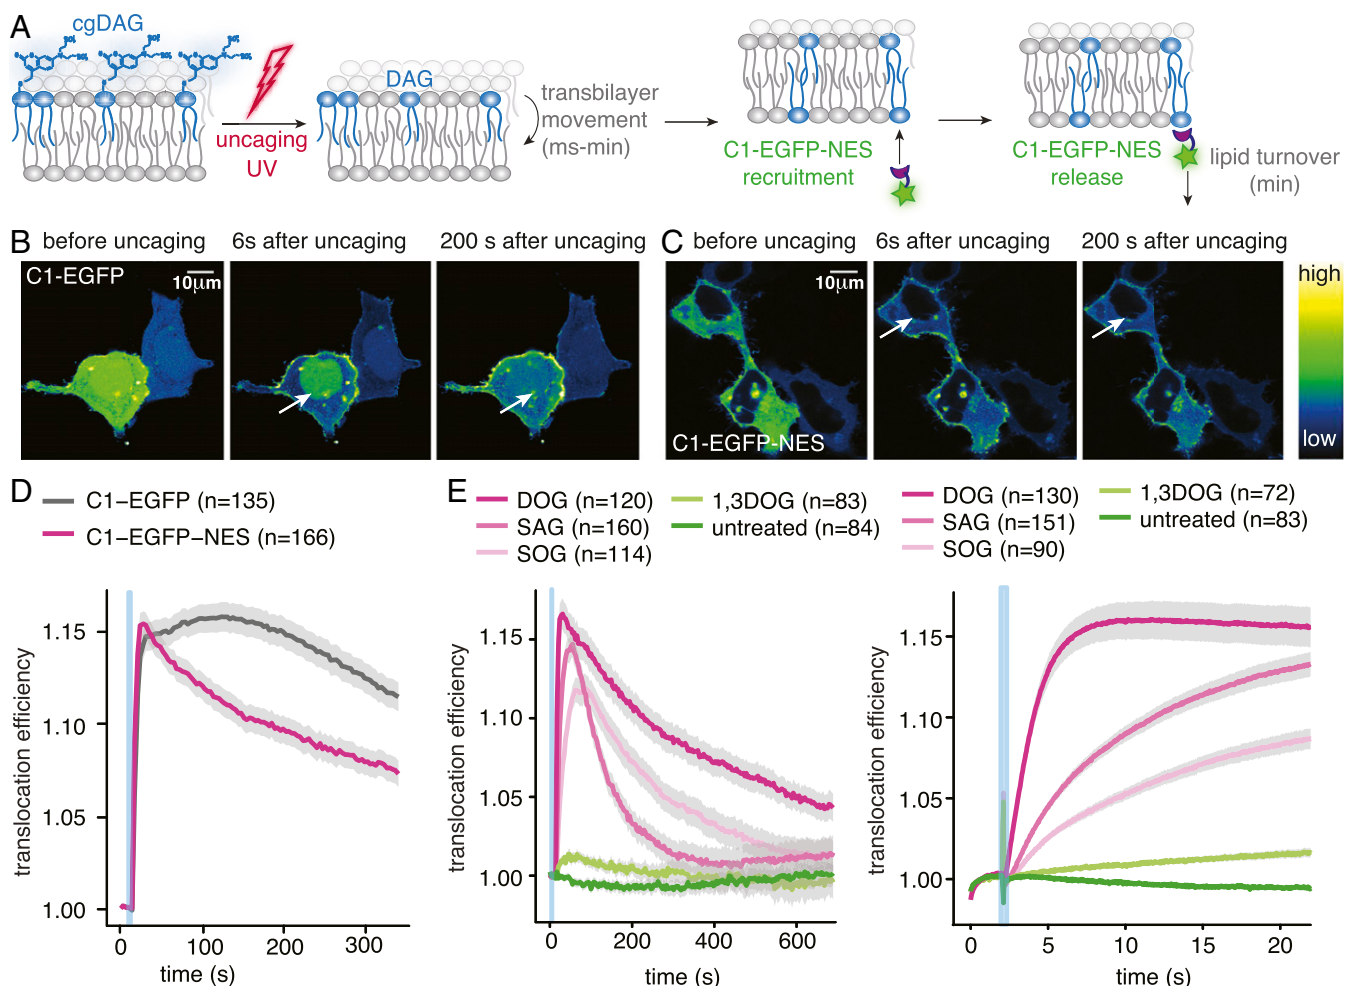 A
cgDAG
uncaging
UV
DAG
transbilayer
movement
(ms-min)
C1-EGFP-NES
recruitment
C1-EGFP-NES
release
lipid turnover
(min)
B
before uncaging
6s after uncaging
200 s after uncaging
C1-EGFP
10μm
C
before uncaging
6s after uncaging
200 s after uncaging
10μm
C1-EGFP-NES
high
low
D
C1–EGFP (n=135)
C1–EGFP–NES (n=166)
translocation efficiency
1.15
1.10
1.05
1.00
0 100 200 300
time (s)
E
DOG (n=120)
SAG (n=160)
SOG (n=114)
1,3DOG (n=83)
untreated (n=84)
translocation efficiency
1.15
1.10
1.05
1.00
0 200 400 600
time (s)
DOG (n=130)
SAG (n=151)
SOG (n=90)
1,3DOG (n=72)
untreated (n=83)
translocation efficiency
1.15
1.10
1.05
1.00
0 5 10 15 20
time (s)